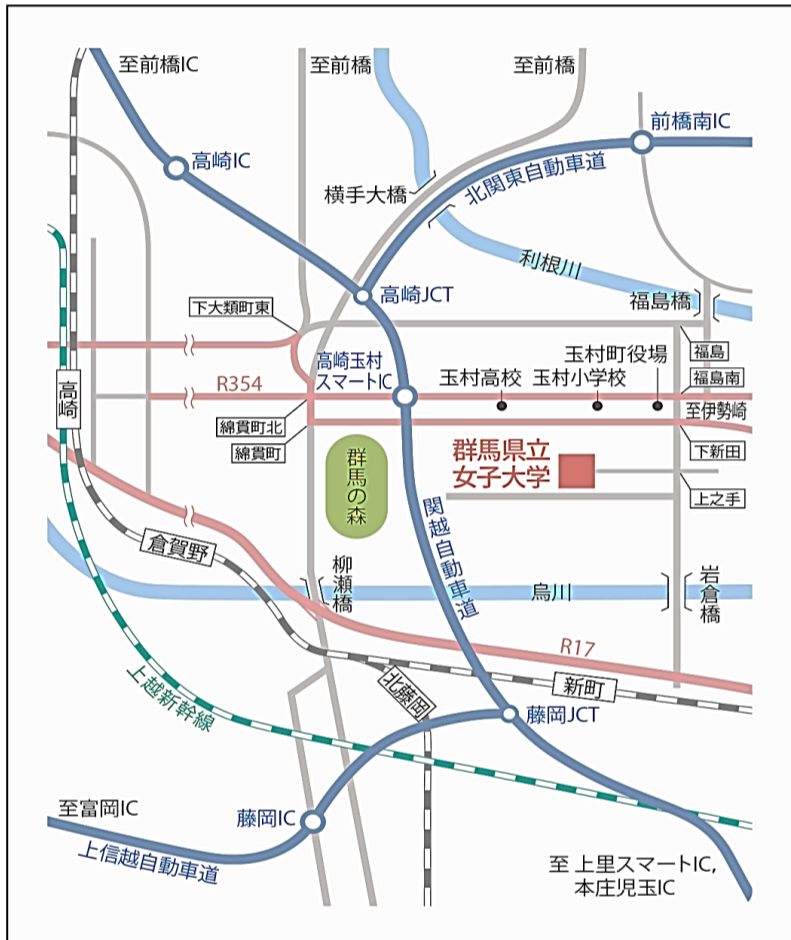 至前橋IC
至前橋
至前橋
前橋南IC
高崎IC
北関東自動車道
横手大橋
利根川
高崎JCT
福島橋
下大類町東
福島
玉村町役場
高崎玉村
スマートIC
玉村高校
玉村小学校
R354
福島南
高崎
至伊勢崎
綿貫町北
綿貫町
下新田
群馬県立
女子大学
群馬の森
上之手
関越自動車道
倉賀野
柳瀬橋
烏川
岩倉橋
R17
上越新幹線
北藤岡
新町
藤岡JCT
至富岡IC
藤岡IC
上信越自動車道
至 上里スマートIC,
本庄児玉IC